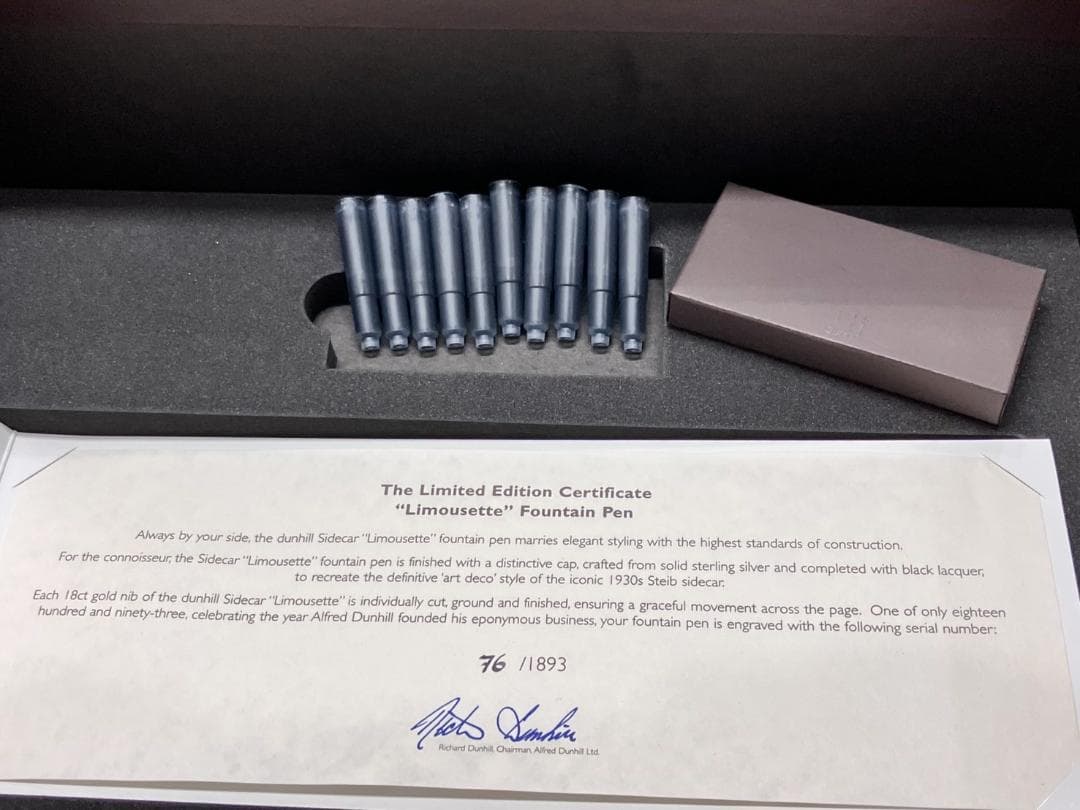 The Limited Edition Certificate
“Limousette” Fountain Pen
Always by your side, the dunhill Sidecar “Limousette” fountain pen marries elegant styling with the highest standards of construction.
For the connoisseur, the Sidecar “Limousette” fountain pen is finished with a distinctive cap, crafted from solid sterling silver and completed with black lacquer,
to recreate the definitive ‘art deco’ style of the iconic 1930s Steib sidecar.
Each 18ct gold nib of the dunhill Sidecar “Limousette” is individually cut, ground and finished, ensuring a graceful movement across the page. One of only eighteen
hundred and ninety-three, celebrating the year Alfred Dunhill founded his eponymous business, your fountain pen is engraved with the following serial number:
76 /1893
Richard Dunhill, Chairman, Alfred Dunhill Ltd.